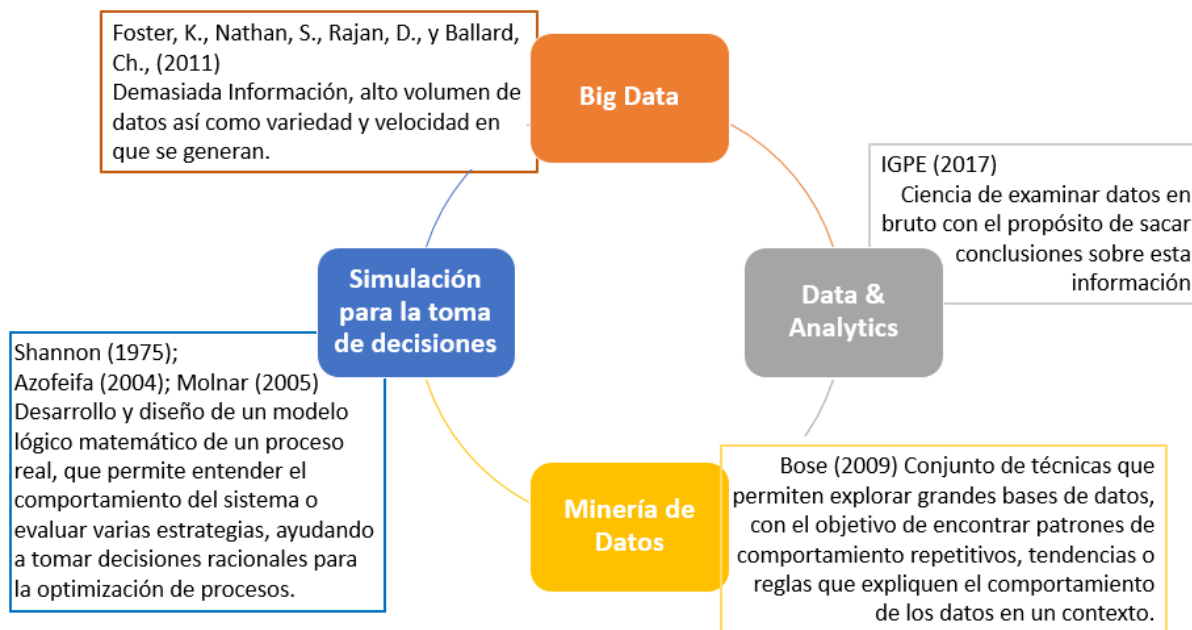 Foster, K., Nathan, S., Rajan, D., y Ballard,
Ch., (2011)
Demasiada Información, alto volumen de
datos así como variedad y velocidad en
que se generan.
Big Data
IGPE (2017)
Ciencia de examinar datos en
bruto con el propósito de sacar
conclusiones sobre esta
información
Data &
Analytics
Simulación
para la toma
de decisiones
Shannon (1975);
Azofeifa (2004); Molnar (2005)
Desarrollo y diseño de un modelo
lógico matemático de un proceso
real, que permite entender el
comportamiento del sistema o
evaluar varias estrategias, ayudando
a tomar decisiones racionales para
la optimización de procesos.
Minería de
Datos
Bose (2009) Conjunto de técnicas que
permiten explorar grandes bases de datos,
con el objetivo de encontrar patrones de
comportamiento repetitivos, tendencias o
reglas que expliquen el comportamiento
de los datos en un contexto.